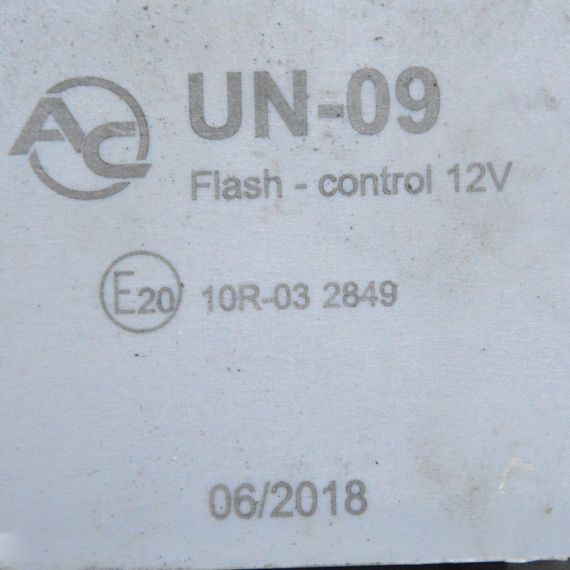 AC UN-09
Flash - control 12V
E20 10R-03 2849
06/2018